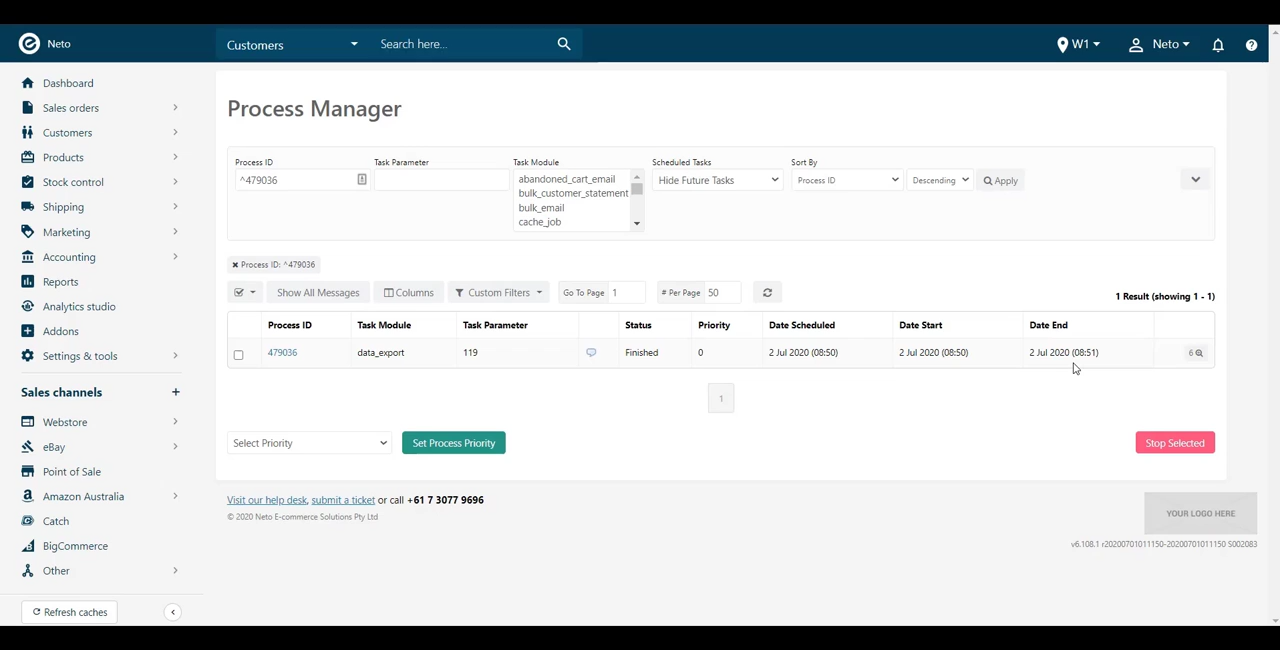 Neto
Customers
Search here...
W1
Neto
Dashboard
Sales orders
Customers
Products
Stock control
Shipping
Marketing
Accounting
Reports
Analytics studio
Addons
Settings & tools
Sales channels +
Webstore
eBay
Point of Sale
Amazon Australia
Catch
BigCommerce
Other
Refresh caches
Process Manager
Process ID Task Parameter Task Module Scheduled Tasks Sort By
^479036 Hide Future Tasks Process ID Descending Apply
abandoned_cart_email
bulk_customer_statement
bulk_email
cache_job
× Process ID: ^479036
Show All Messages Columns Custom Filters Go To Page 1 # Per Page 50
1 Result (showing 1 - 1)
Process ID Task Module Task Parameter Status Priority Date Scheduled Date Start Date End
479036 data_export 119 Finished 0 2 Jul 2020 (08:50) 2 Jul 2020 (08:50) 2 Jul 2020 (08:51) 6
1
Select Priority Set Process Priority Stop Selected
Visit our help desk, submit a ticket or call +61 7 3077 9696
© 2020 Neto E-commerce Solutions Pty Ltd
YOUR LOGO HERE
v6.108.1 r20200701011150-20200701011150 S002083